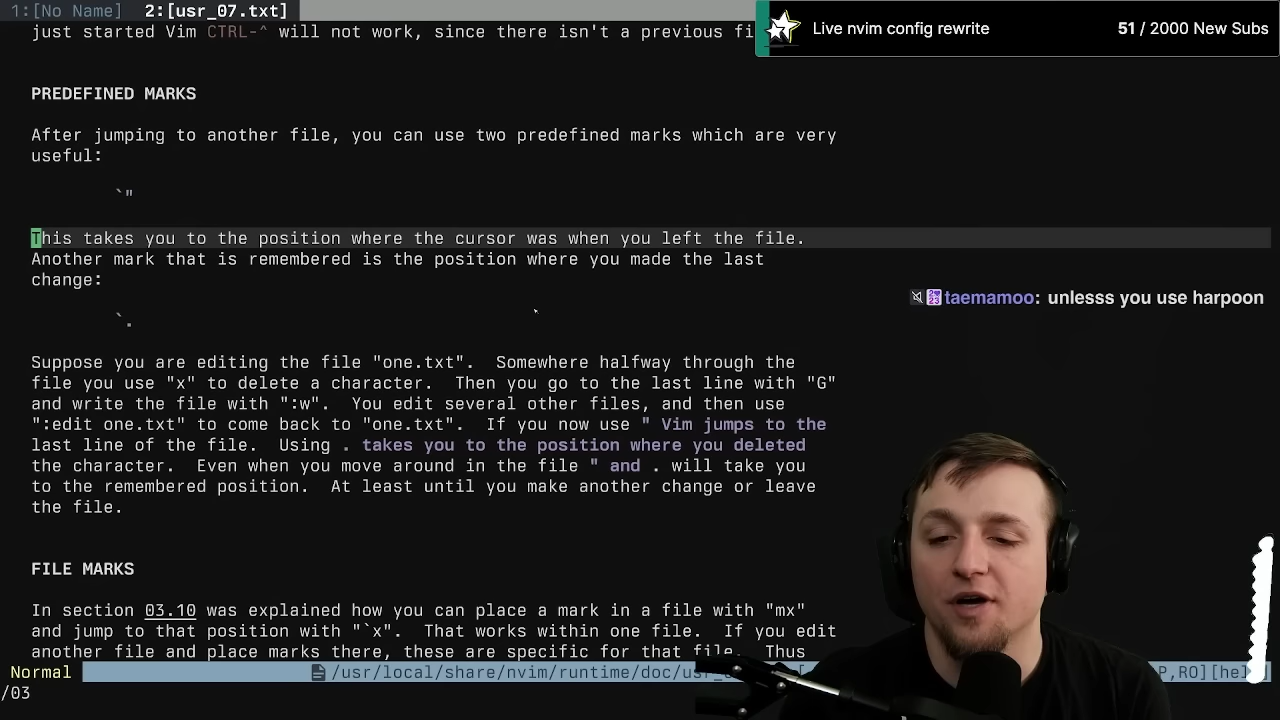 1:[No Name]  2:[usr_07.txt]
Live nvim config rewrite
51 / 2000 New Subs
just started Vim CTRL-^ will not work, since there isn't a previous fi
PREDEFINED MARKS
After jumping to another file, you can use two predefined marks which are very
useful:
`"
This takes you to the position where the cursor was when you left the file.
Another mark that is remembered is the position where you made the last
change:
taemamoo: unlesss you use harpoon
`.
Suppose you are editing the file "one.txt".  Somewhere halfway through the
file you use "x" to delete a character.  Then you go to the last line with "G"
and write the file with ":w".  You edit several other files, and then use
":edit one.txt" to come back to "one.txt".  If you now use " Vim jumps to the
last line of the file.  Using . takes you to the position where you deleted
the character.  Even when you move around in the file " and . will take you
to the remembered position.  At least until you make another change or leave
the file.
FILE MARKS
In section 03.10 was explained how you can place a mark in a file with "mx"
and jump to that position with "`x".  That works within one file.  If you edit
another file and place marks there, these are specific for that file.  Thus
Normal
/usr/local/share/nvim/runtime/doc/us
P,RO][hel
/03